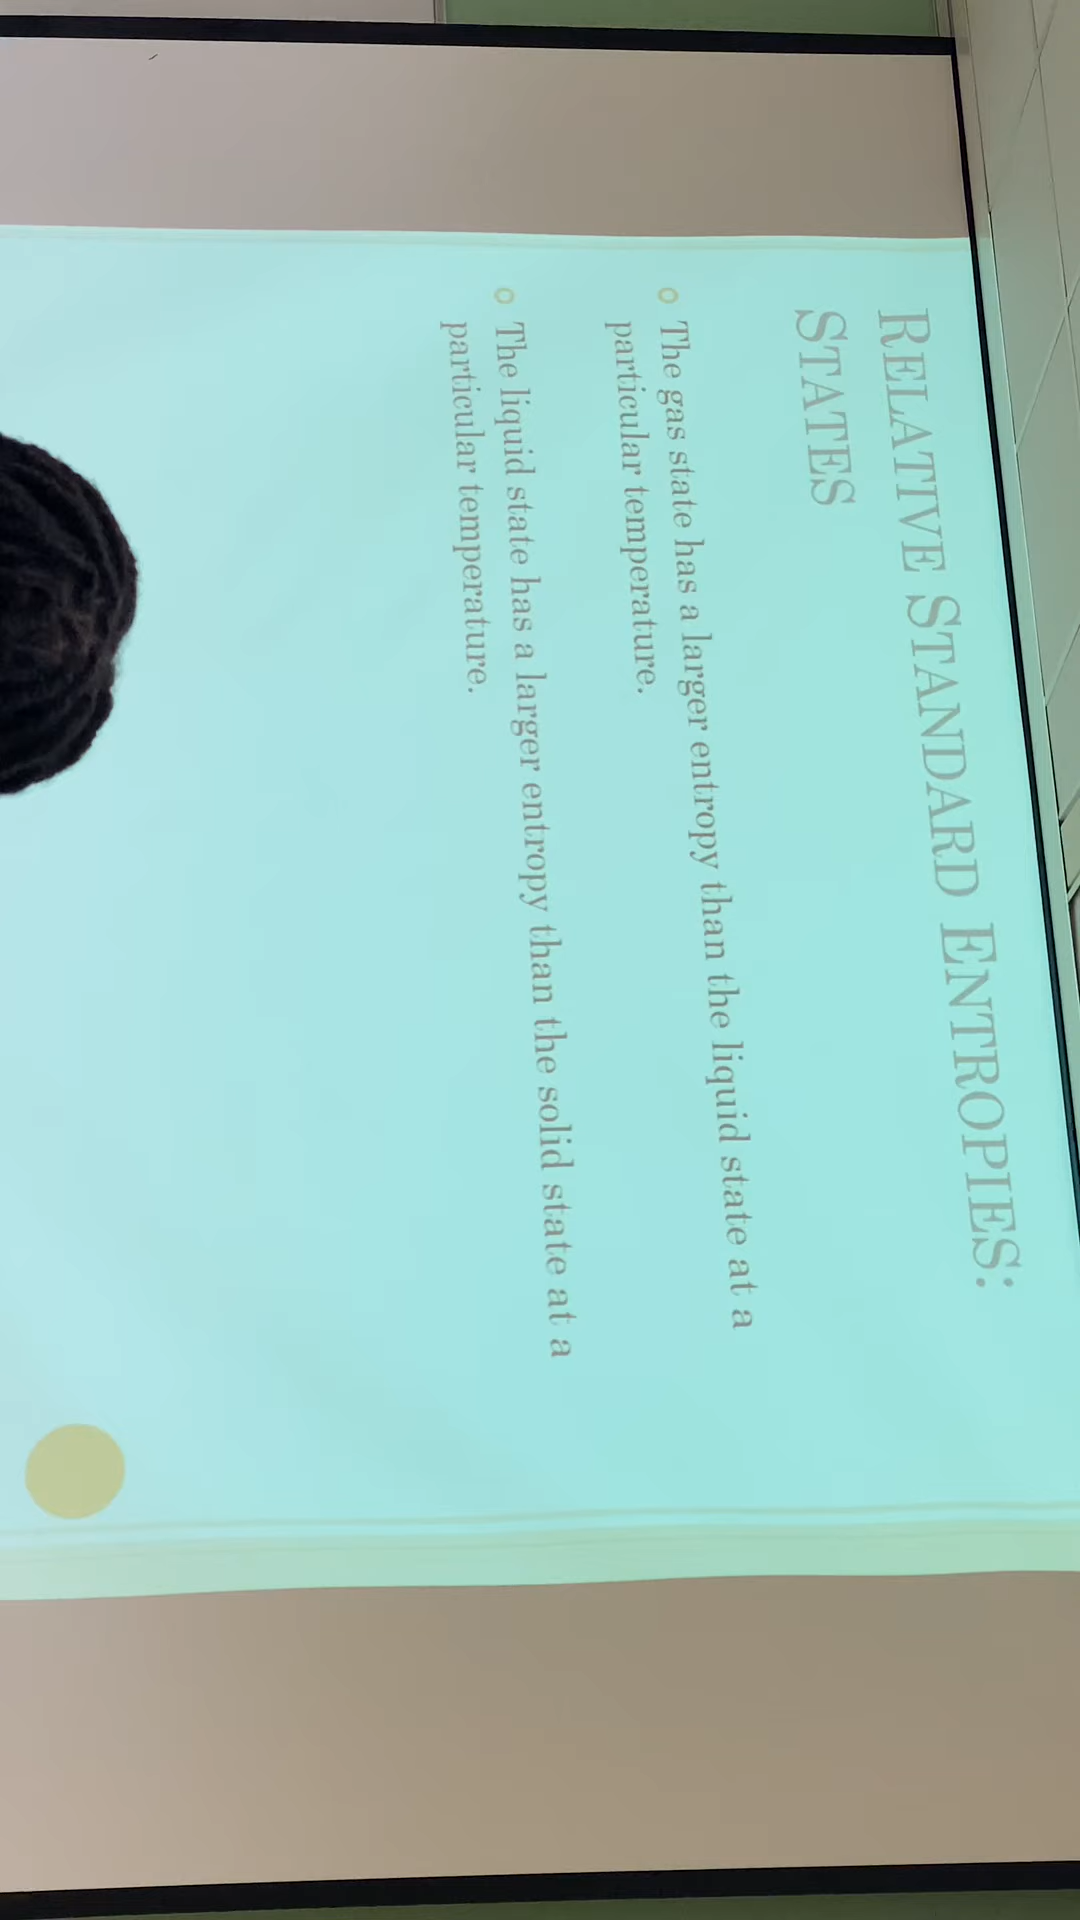 RELATIVE STANDARD ENTROPIES:
STATES
The gas state has a larger entropy than the liquid state at a
particular temperature.
The liquid state has a larger entropy than the solid state at a
particular temperature.